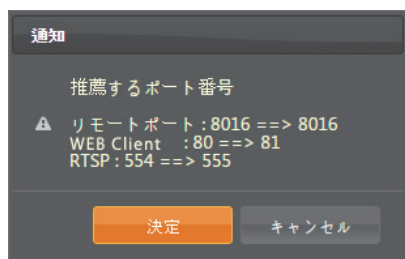 通知
推薦するポート番号
リモートポート : 8016 ==> 8016
WEB Client : 80 ==> 81
RTSP : 554 ==> 555
決定 キャンセル